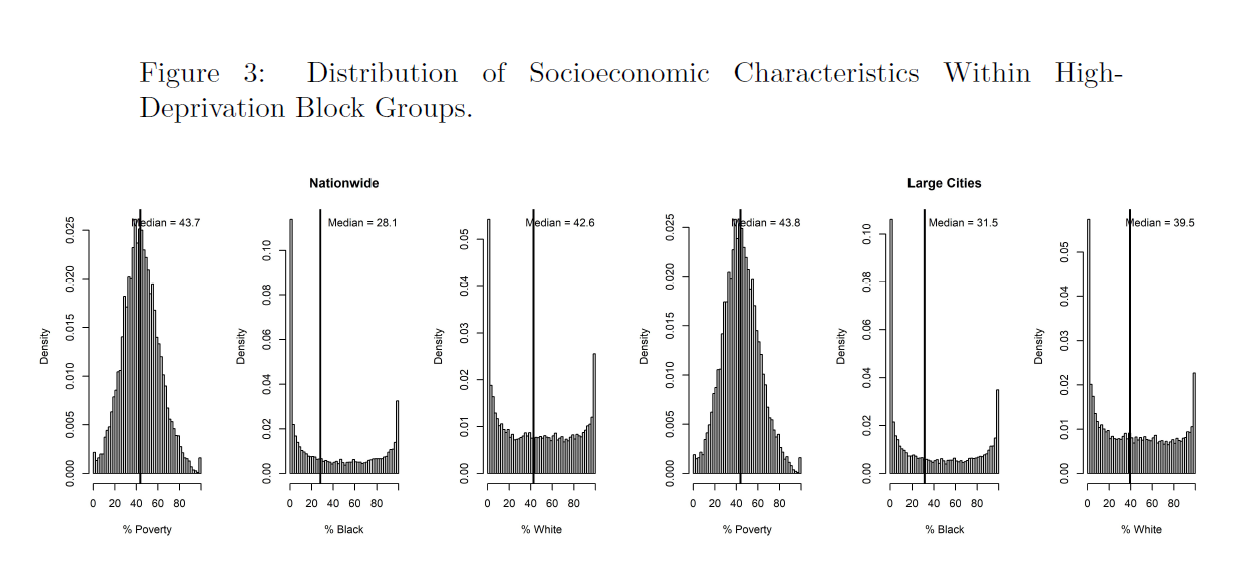 Figure 3: Distribution of Socioeconomic Characteristics Within High-
Deprivation Block Groups.
Nationwide
Large Cities
Median = 43.7
Density
0.000 0.005 0.010 0.015 0.020 0.025
0 20 40 60 80
% Poverty
Median = 28.1
Density
0.00 0.02 0.04 0.06 0.08 0.10
0 20 40 60 80
% Black
Median = 42.6
Density
0.00 0.01 0.02 0.03 0.04 0.05
0 20 40 60 80
% White
Median = 43.8
Density
0.000 0.005 0.010 0.015 0.020 0.025
0 20 40 60 80
% Poverty
Median = 31.5
Density
0.00 0.02 0.04 0.06 0.08 0.10
0 20 40 60 80
% Black
Median = 39.5
Density
0.00 0.01 0.02 0.03 0.04 0.05
0 20 40 60 80
% White